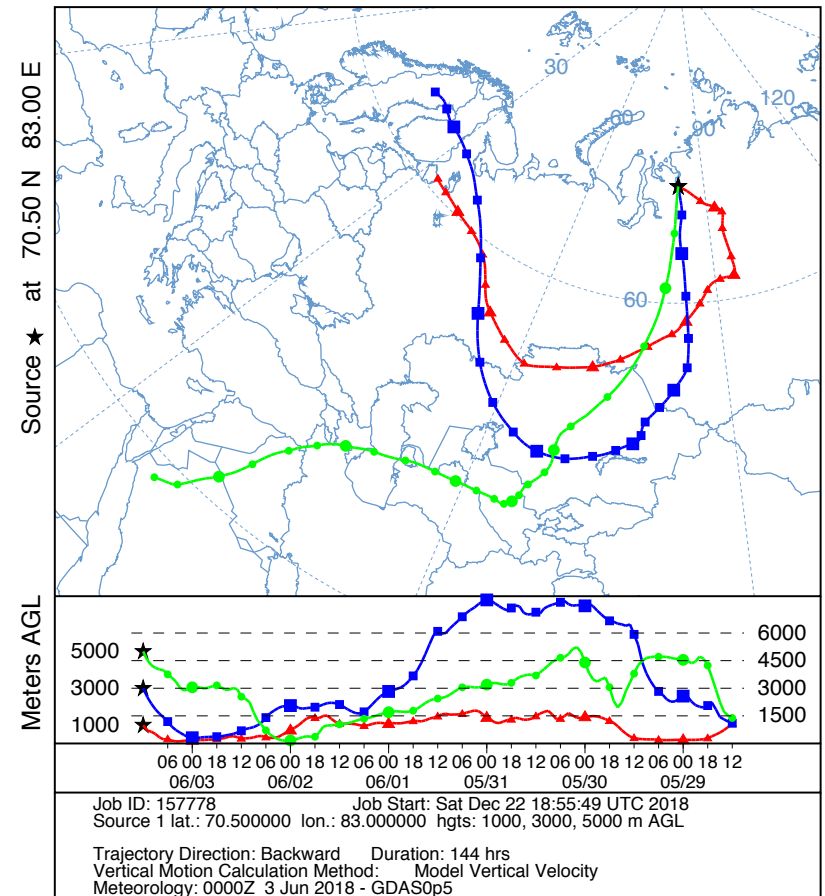 Source ★ at 70.50 N 83.00 E
30
60
90
120
60
Meters AGL
5000
3000
1000
6000
4500
3000
1500
06 00 18 12 06 00 18 12 06 00 18 12 06 00 18 12 06 00 18 12 06 00 18 12
06/03 06/02 06/01 05/31 05/30 05/29
Job ID: 157778 Job Start: Sat Dec 22 18:55:49 UTC 2018
Source 1 lat.: 70.500000 lon.: 83.000000 hgts: 1000, 3000, 5000 m AGL
Trajectory Direction: Backward Duration: 144 hrs
Vertical Motion Calculation Method: Model Vertical Velocity
Meteorology: 0000Z 3 Jun 2018 - GDAS0p5